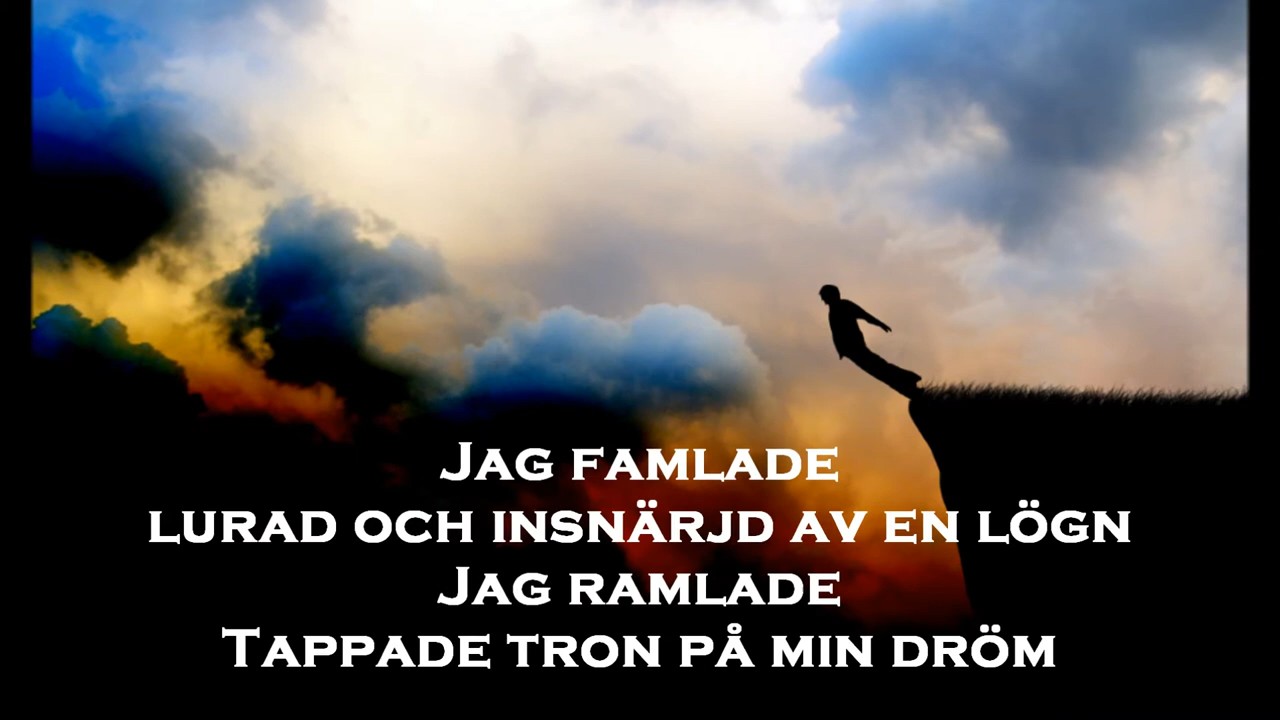 Jag famlade
lurad och insnärjd av en lögn
Jag ramlade
Tappade tron på min dröm